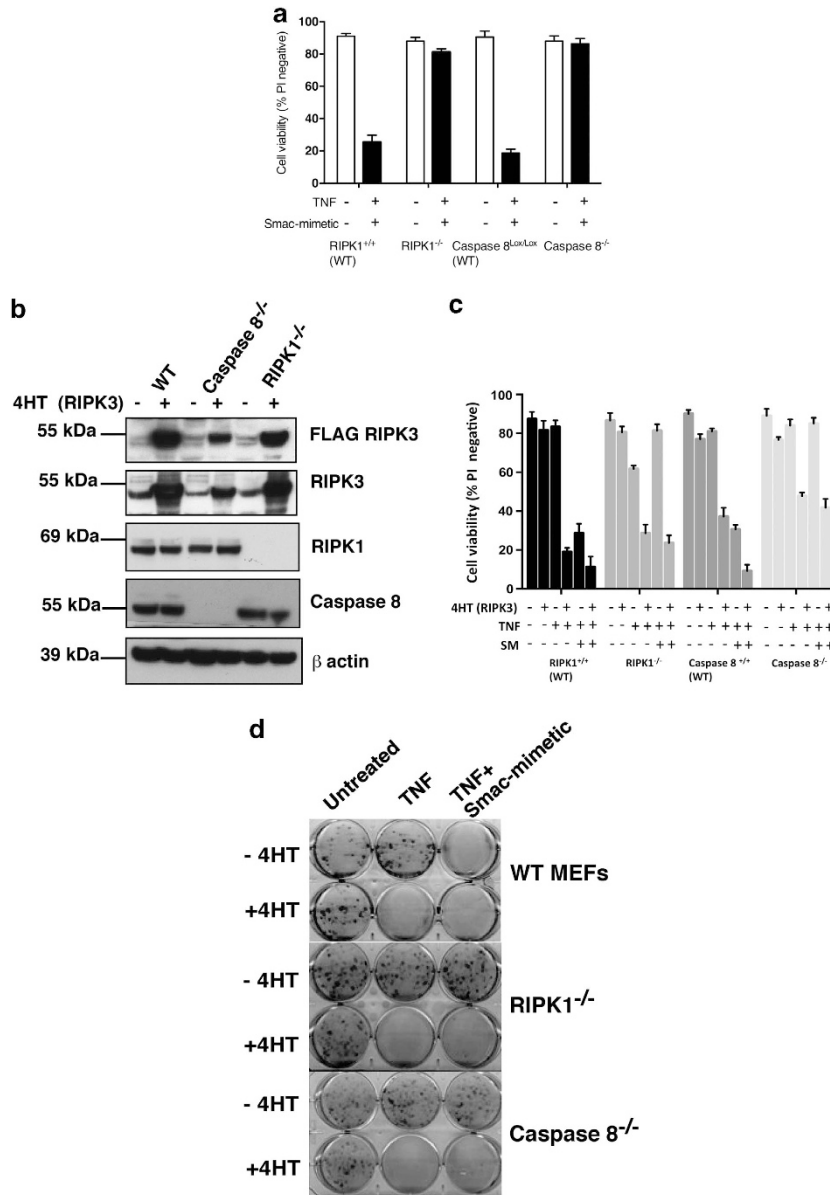 a
Cell viability (% PI negative)
100
80
60
40
20
0
TNF - + - + - + - +
Smac-mimetic - + - + - + - +
RIPK1+/+ RIPK1-/- Caspase 8Lox/Lox Caspase 8-/-
(WT) (WT)
b
WT Caspase 8-/- RIPK1-/-
4HT (RIPK3) - + - + - +
55 kDa FLAG RIPK3
55 kDa RIPK3
69 kDa RIPK1
55 kDa Caspase 8
39 kDa β actin
c
Cell viability (% PI negative)
100
80
60
40
20
0
4HT (RIPK3) - + - + - + - + - + - + - + - + - + - + - + - +
TNF - - + + + + - - + + + + - - + + + + - - + + + +
SM - - - - + + - - - - + + - - - - + + - - - - + +
RIPK1+/+ RIPK1-/- Caspase 8 +/+ Caspase 8-/-
(WT) (WT)
d
Untreated TNF TNF+
Smac-mimetic
- 4HT
WT MEFs
+4HT
- 4HT
RIPK1-/-
+4HT
- 4HT
Caspase 8-/-
+4HT